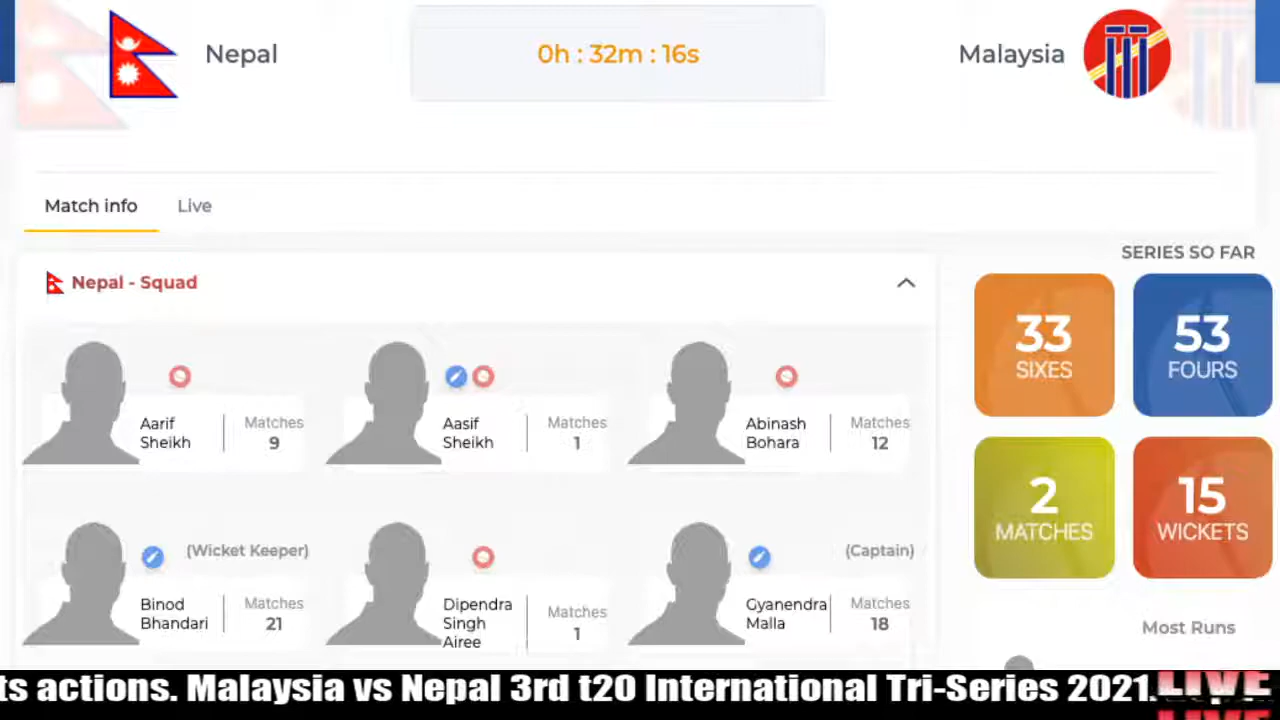 Nepal
0h : 32m : 16s
Malaysia
Match info
Live
SERIES SO FAR
Nepal - Squad
33
SIXES
53
FOURS
Aarif
Sheikh
Matches
9
Aasif
Sheikh
Matches
1
Abinash
Bohara
Matches
12
2
MATCHES
15
WICKETS
(Wicket Keeper)
Binod
Bhandari
Matches
21
Dipendra
Singh
Airee
Matches
1
(Captain)
Gyanendra
Malla
Matches
18
Most Runs
ts actions. Malaysia vs Nepal 3rd t20 International Tri-Series 2021.
LIVE